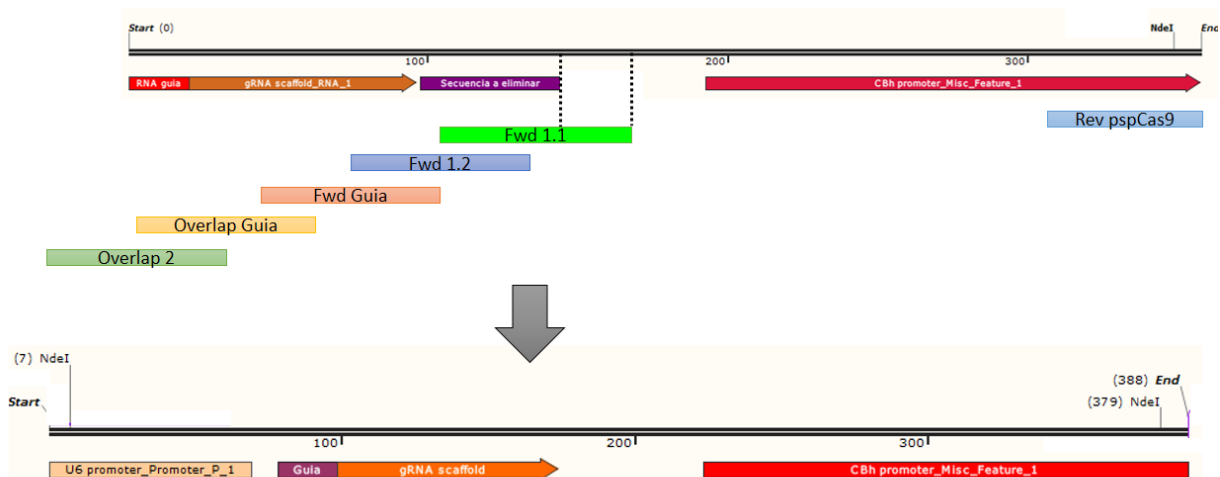 Start (0)
NdeI
End
100
200
300
RNA guia
gRNA scaffold_RNA_1
Secuencia a eliminar
CBh promoter_Misc_Feature_1
Fwd 1.1
Rev pspCas9
Fwd 1.2
Fwd Guia
Overlap Guia
Overlap 2
(7) NdeI
(388) End
Start
(379) NdeI
100
200
300
U6 promoter_Promoter_P_1
Guia
gRNA scaffold
CBh promoter_Misc_Feature_1